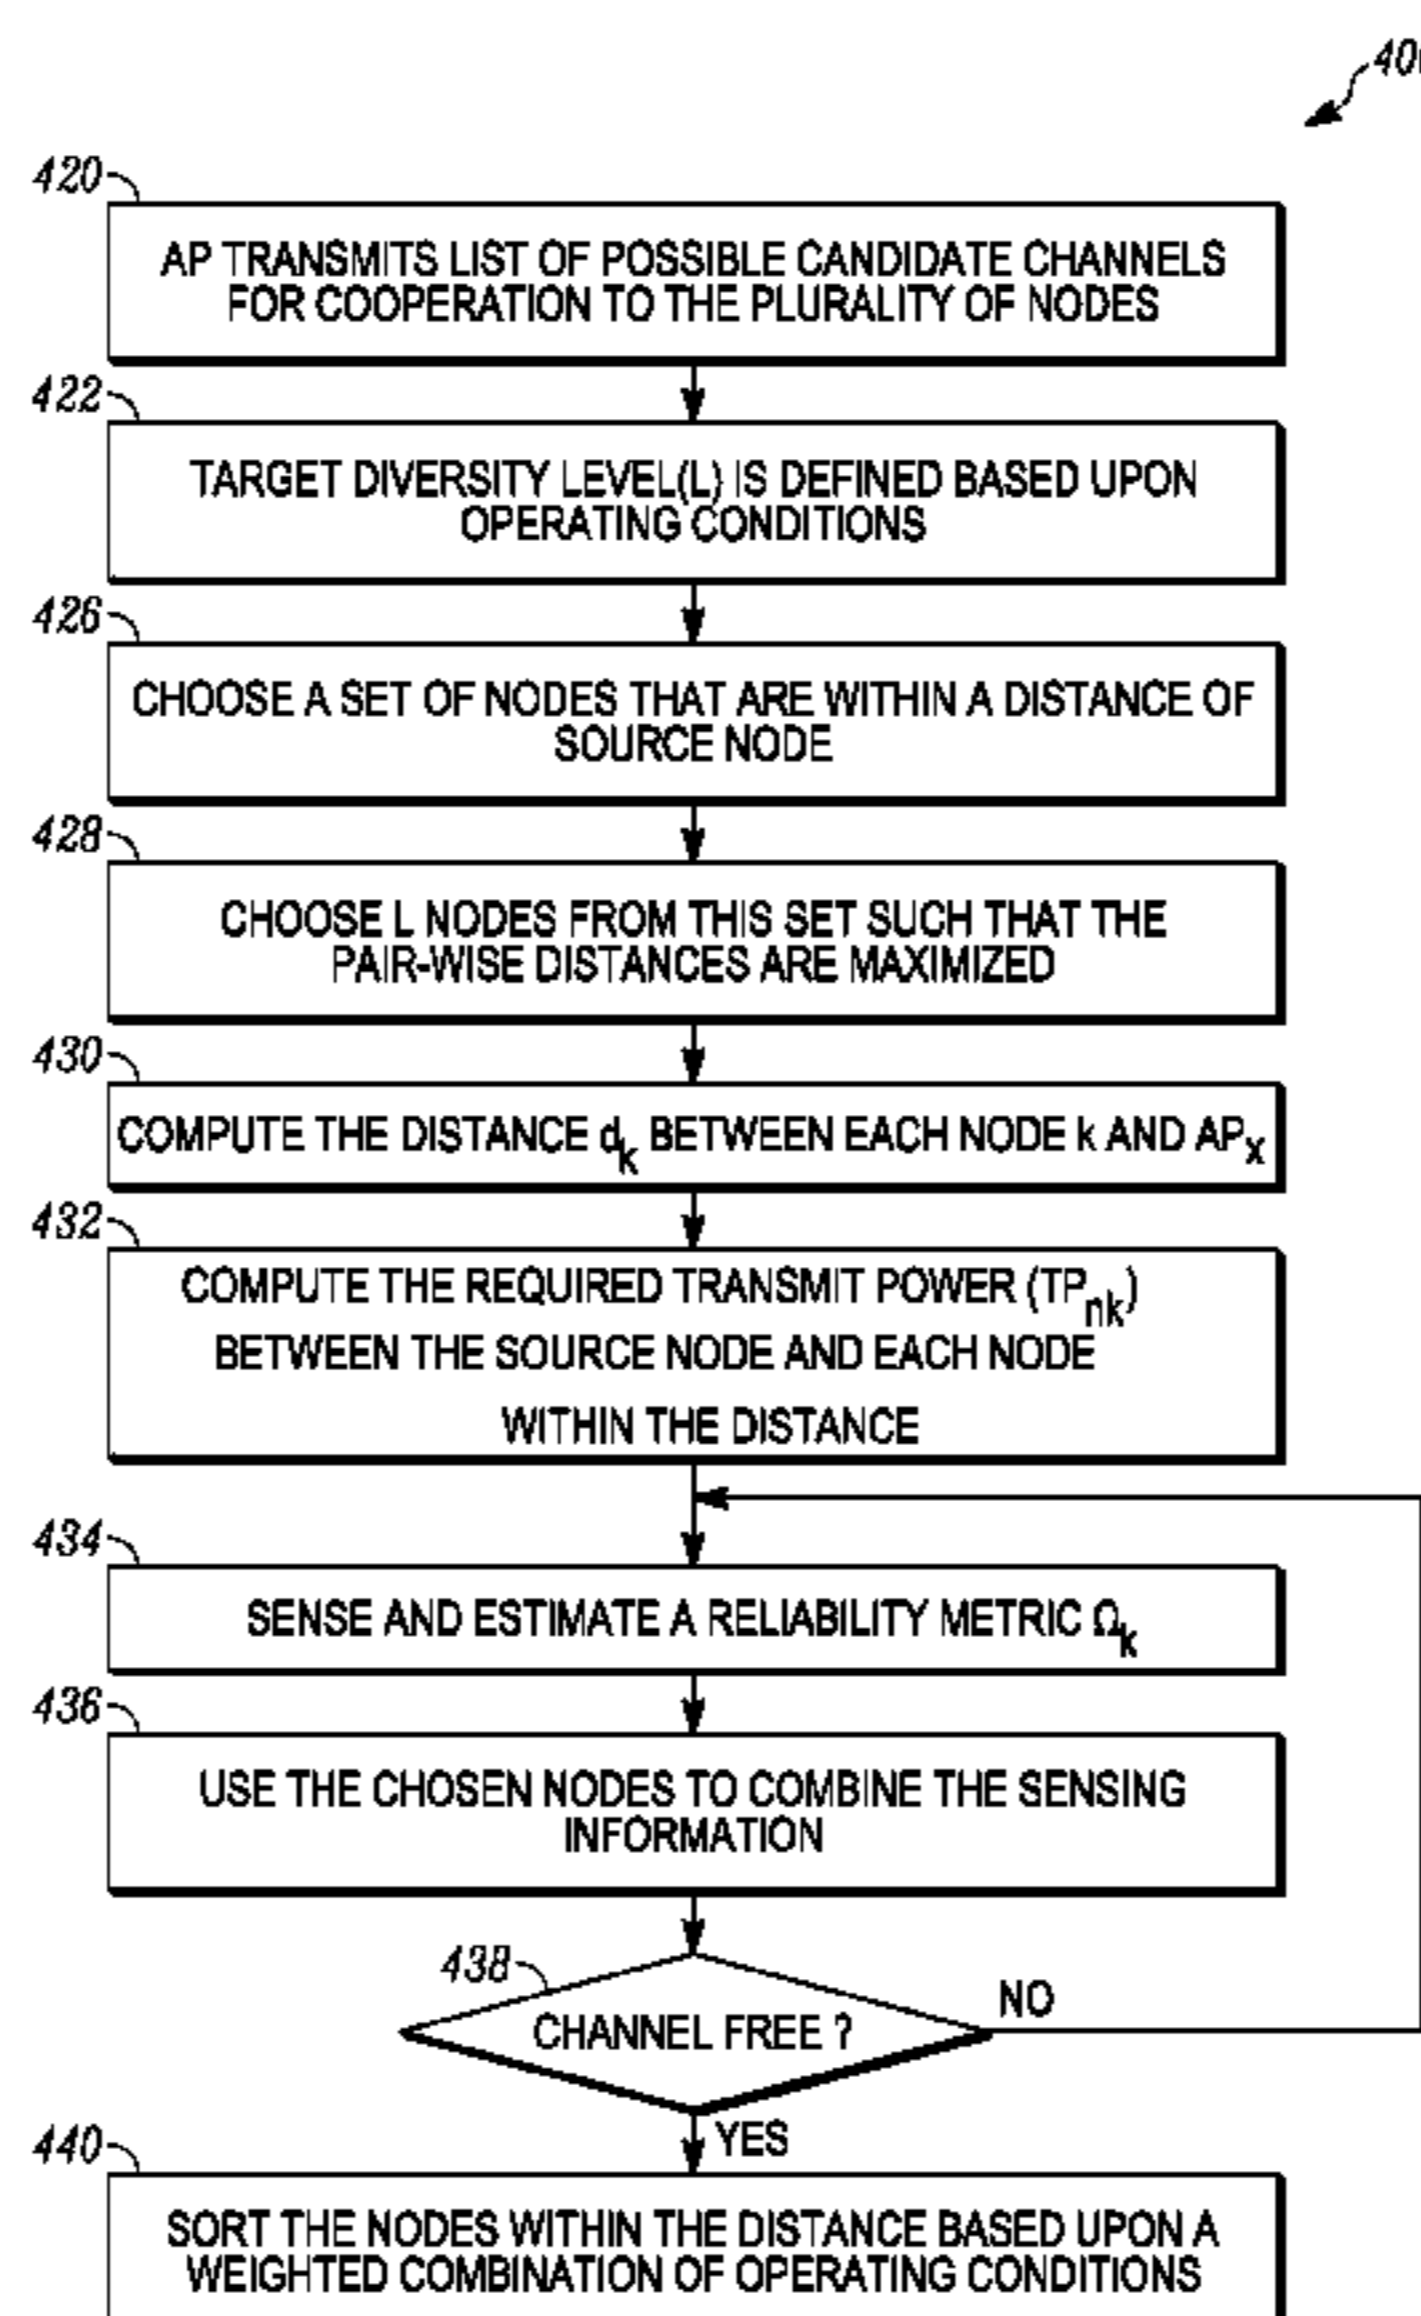 420
AP TRANSMITS LIST OF POSSIBLE CANDIDATE CHANNELS
FOR COOPERATION TO THE PLURALITY OF NODES
422
TARGET DIVERSITY LEVEL(L) IS DEFINED BASED UPON
OPERATING CONDITIONS
426
CHOOSE A SET OF NODES THAT ARE WITHIN A DISTANCE OF
SOURCE NODE
428
CHOOSE L NODES FROM THIS SET SUCH THAT THE
PAIR-WISE DISTANCES ARE MAXIMIZED
430
COMPUTE THE DISTANCE dk BETWEEN EACH NODE k AND APx
432
COMPUTE THE REQUIRED TRANSMIT POWER (TPnk)
BETWEEN THE SOURCE NODE AND EACH NODE
WITHIN THE DISTANCE
434
SENSE AND ESTIMATE A RELIABILITY METRIC Ωk
436
USE THE CHOSEN NODES TO COMBINE THE SENSING
INFORMATION
438
CHANNEL FREE ?
NO
YES
440
SORT THE NODES WITHIN THE DISTANCE BASED UPON A
WEIGHTED COMBINATION OF OPERATING CONDITIONS